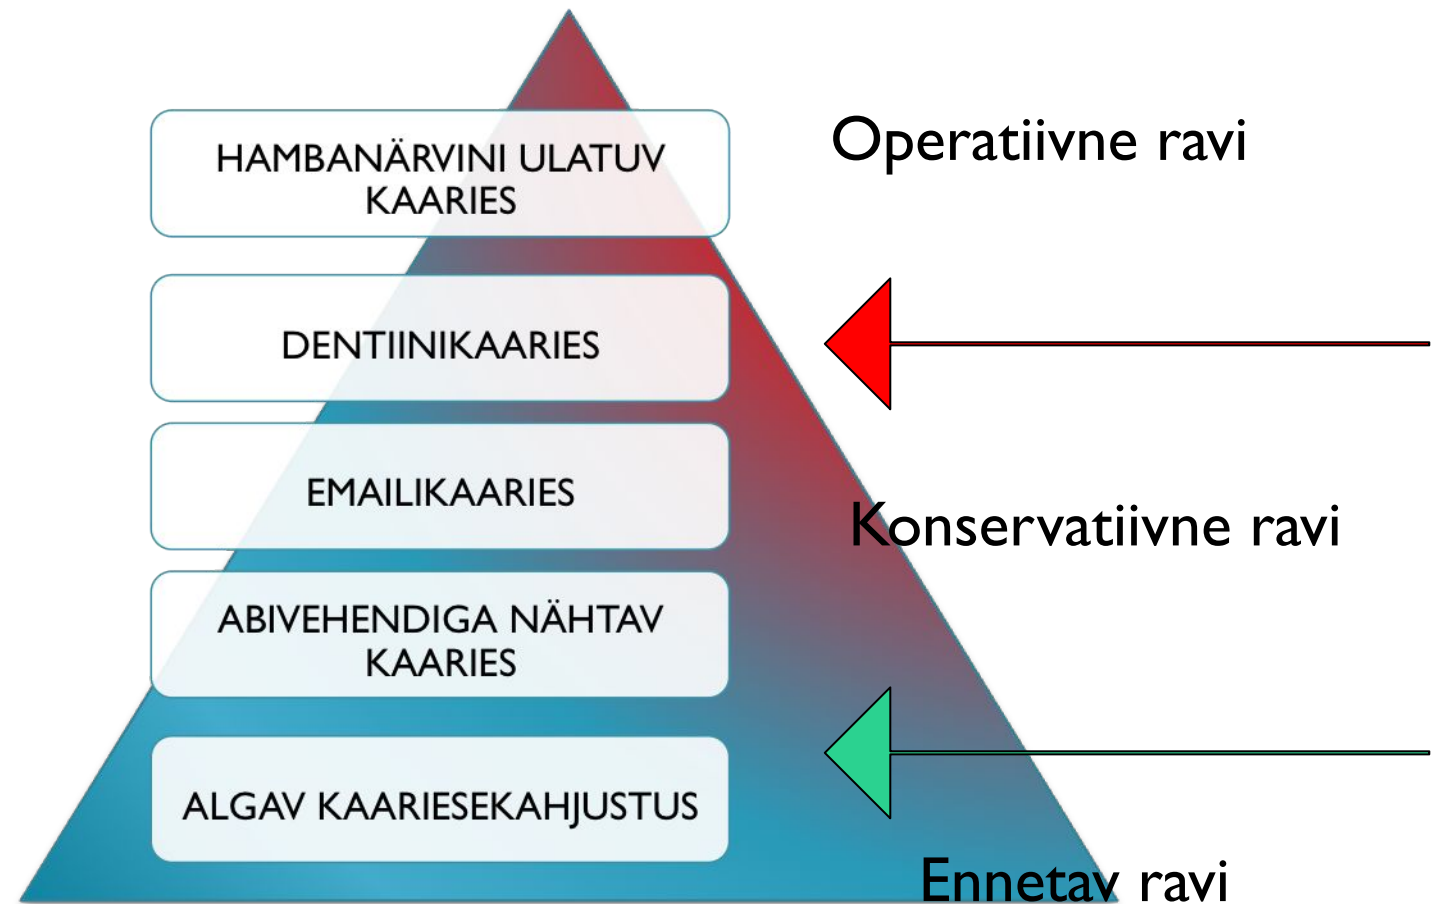 HAMBANÄRVINI ULATUV
KAARIES
Operatiivne ravi
DENTIINIKAARIES
EMAILIKAARIES
Konservatiivne ravi
ABIVEHENDIGA NÄHTAV
KAARIES
ALGAV KAARIESEKAHJUSTUS
Ennetav ravi